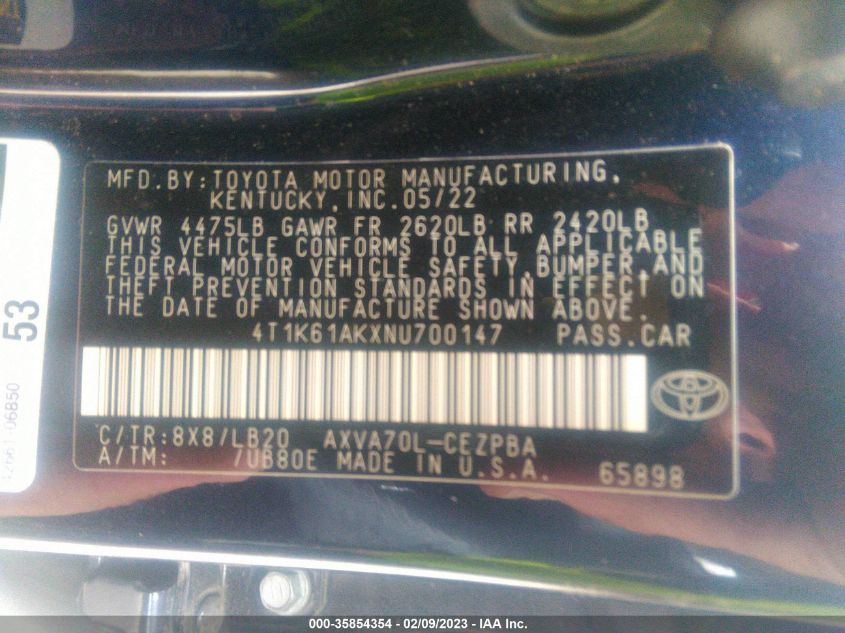 MFD.BY:TOYOTA MOTOR MANUFACTURING,
KENTUCKY,INC.05/22
GVWR 4475LB GAWR FR 2620LB RR 2420LB
THIS VEHICLE CONFORMS TO ALL APPLICABLE
FEDERAL MOTOR VEHICLE SAFETY,BUMPER,AND
THEFT PREVENTION STANDARDS IN EFFECT ON
THE DATE OF MANUFACTURE SHOWN ABOVE.
4T1K61AKXNU700147 PASS.CAR
C/TR:8X8/LB20 AXVA70L-CEZPBA
A/TM: /UB80E MADE IN U.S.A. 65898
53
06B50
000-35854354 - 02/09/2023 - IAA Inc.